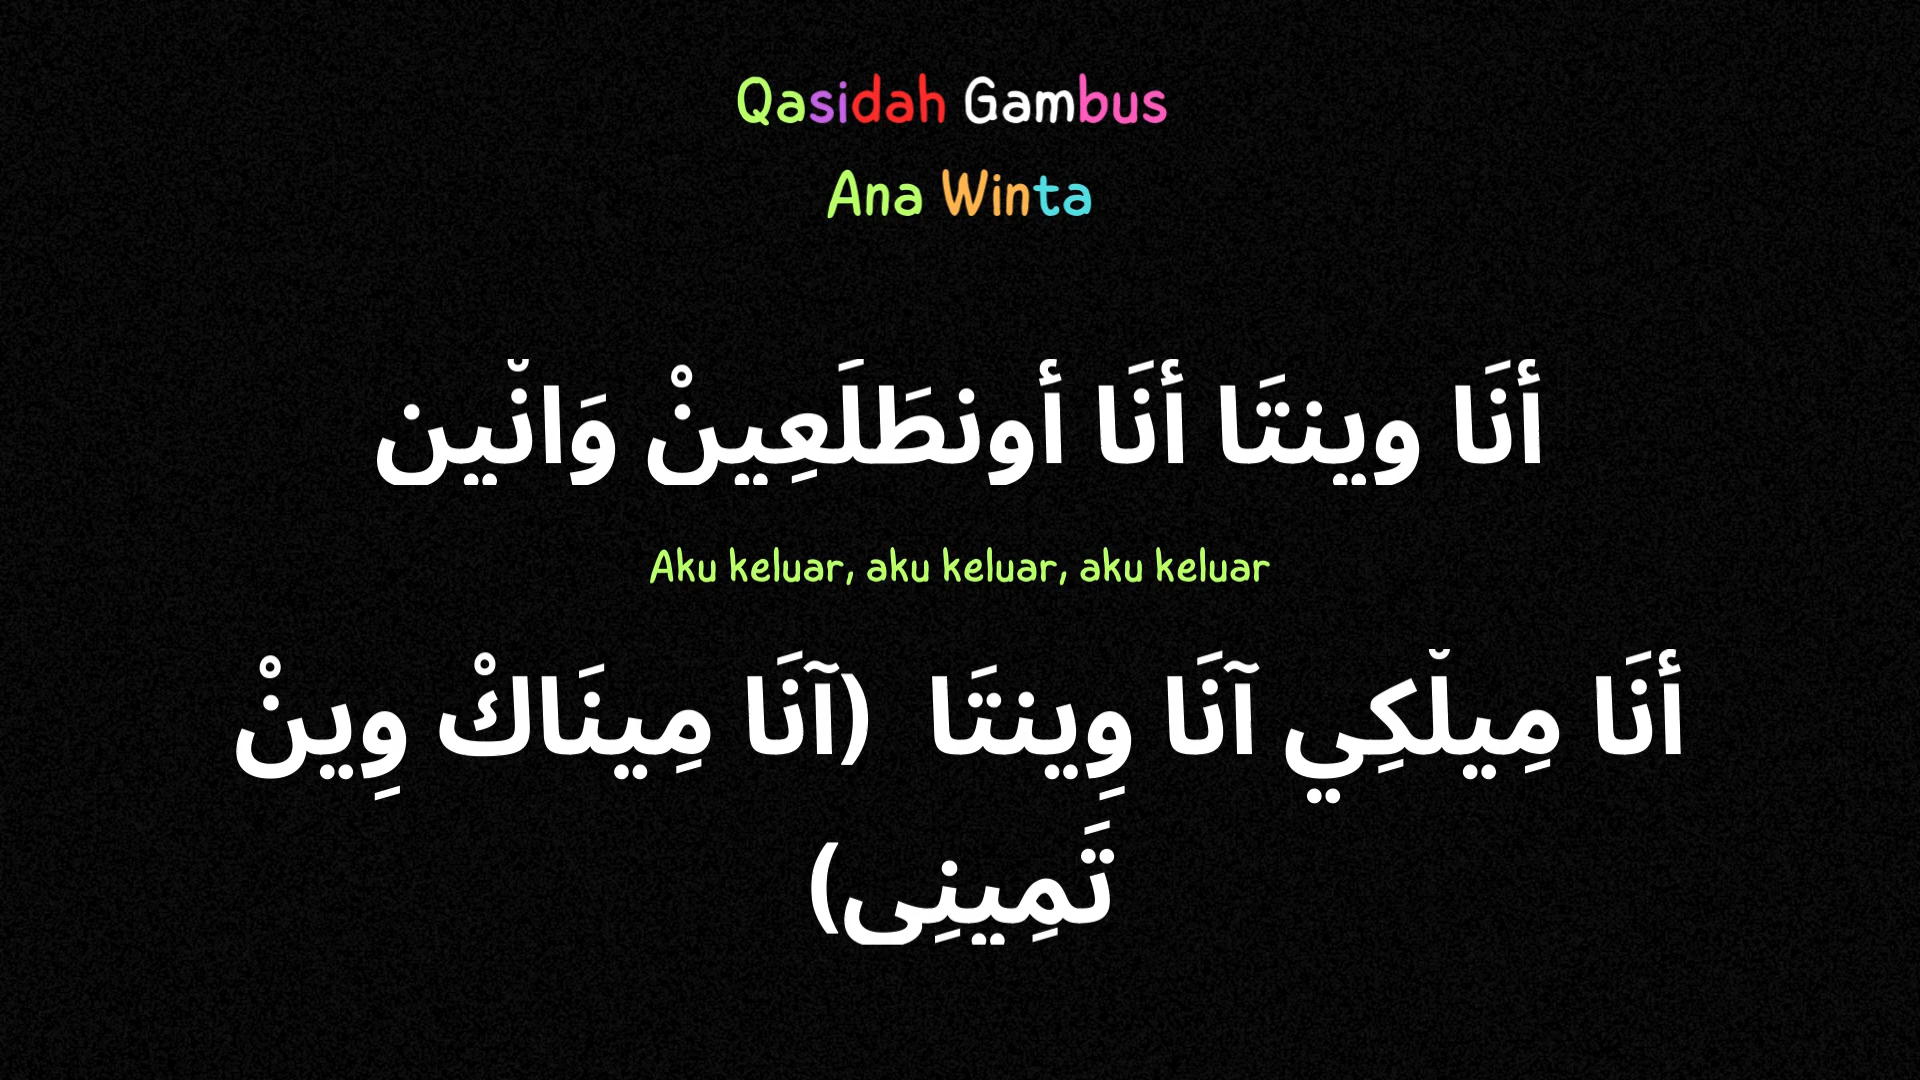 Qasidah Gambus
Ana Winta
أنَا وينتَا أنَا أونطَلَعِينْ وَانْين
Aku keluar, aku keluar, aku keluar
أنَا مِيلْكِي آنَا وِينتَا (آنَا مِينَاكْ وِينْ
تَمِينِي)